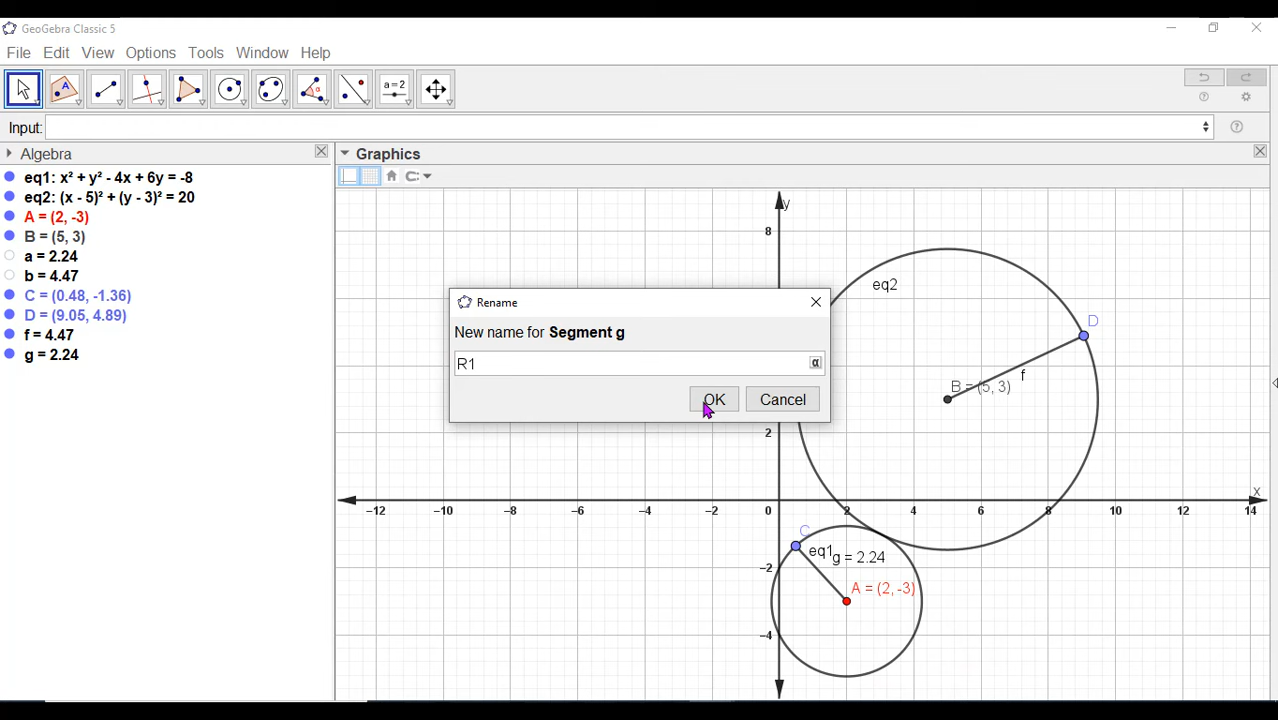 GeoGebra Classic 5
File Edit View Options Tools Window Help
A α a=2
Input:
Algebra
Graphics
eq1: x² + y² - 4x + 6y = -8
eq2: (x - 5)² + (y - 3)² = 20
A = (2, -3)
B = (5, 3)
a = 2.24
b = 4.47
C = (0.48, -1.36)
D = (9.05, 4.89)
f = 4.47
g = 2.24
y
8
eq2
D
B = (5, 3)
f
Rename
New name for Segment g
R1 α
OK Cancel
2
x
−12 −10 −8 −6 −4 −2 0 2 4 6 8 10 12 14
C
eq1
g = 2.24
−2
A = (2, -3)
−4